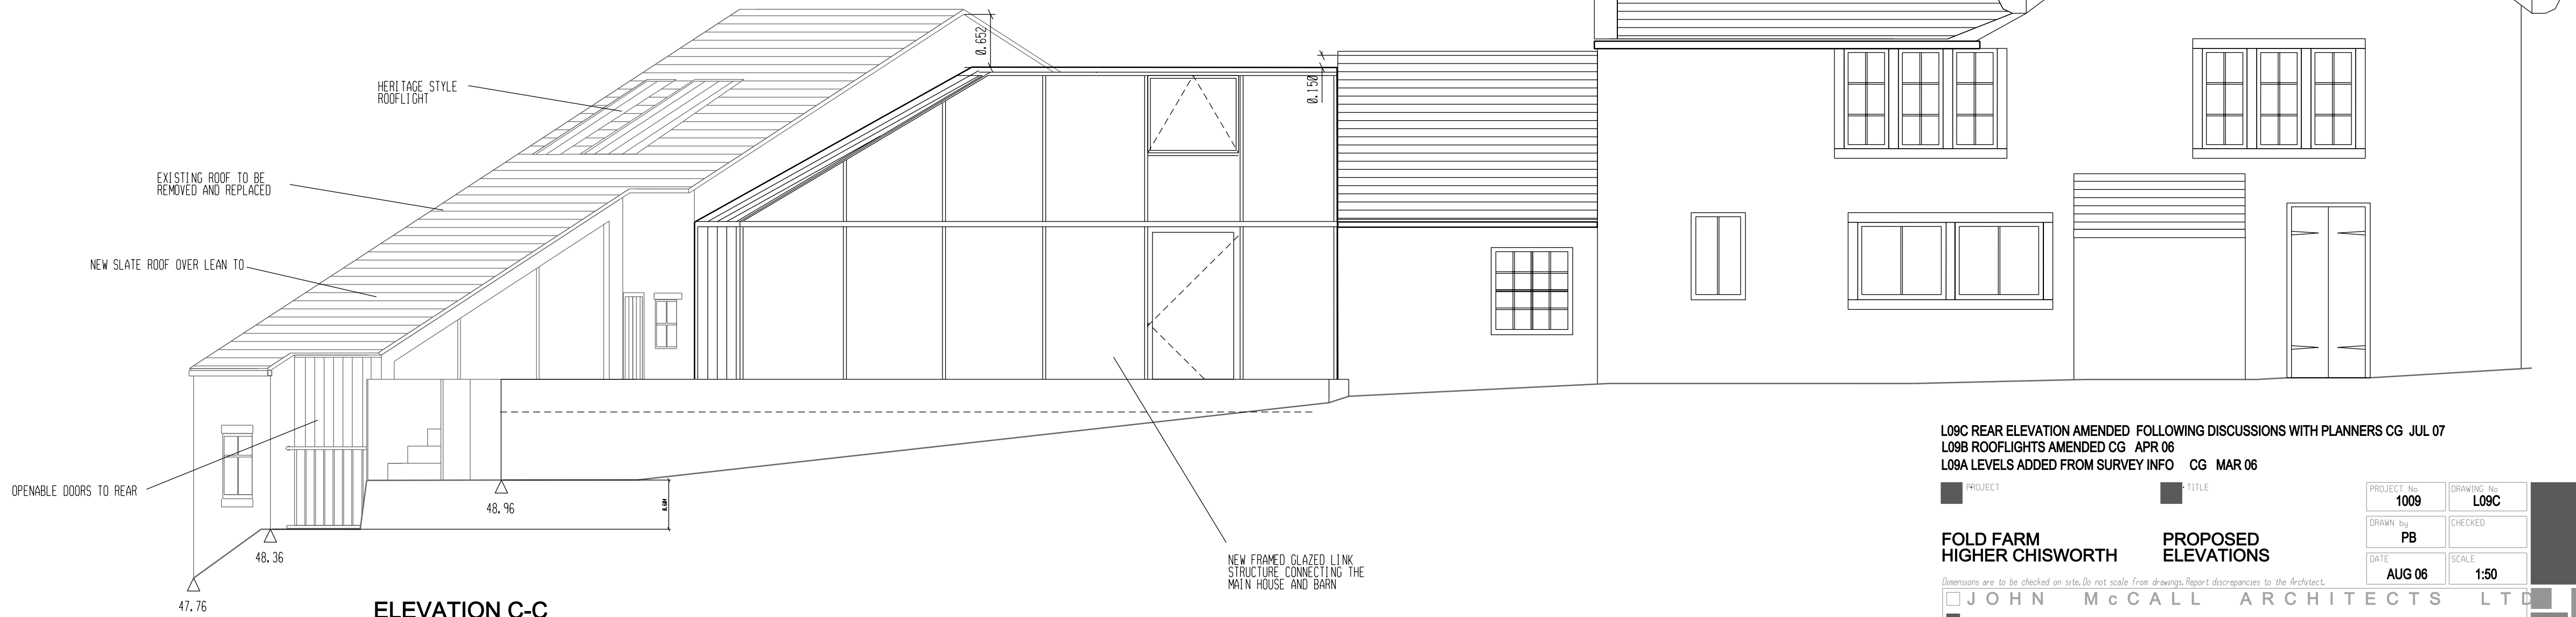 0.652
0.150
HERITAGE STYLE
ROOFLIGHT
EXISTING ROOF TO BE
REMOVED AND REPLACED
NEW SLATE ROOF OVER LEAN TO
OPENABLE DOORS TO REAR
48.96
48.36
47.76
NEW FRAMED GLAZED LINK
STRUCTURE CONNECTING THE
MAIN HOUSE AND BARN
ELEVATION C-C
L09C REAR ELEVATION AMENDED FOLLOWING DISCUSSIONS WITH PLANNERS CG JUL 07
L09B ROOFLIGHTS AMENDED CG APR 06
L09A LEVELS ADDED FROM SURVEY INFO CG MAR 06
PROJECT
TITLE
FOLD FARM
HIGHER CHISWORTH
PROPOSED
ELEVATIONS
PROJECT No
1009
DRAWING No
L09C
DRAWN by
PB
CHECKED
DATE
AUG 06
SCALE
1:50
Dimensions are to be checked on site. Do not scale from drawings. Report discrepancies to the Architect.
JOHN McCALL ARCHITECTS LTD